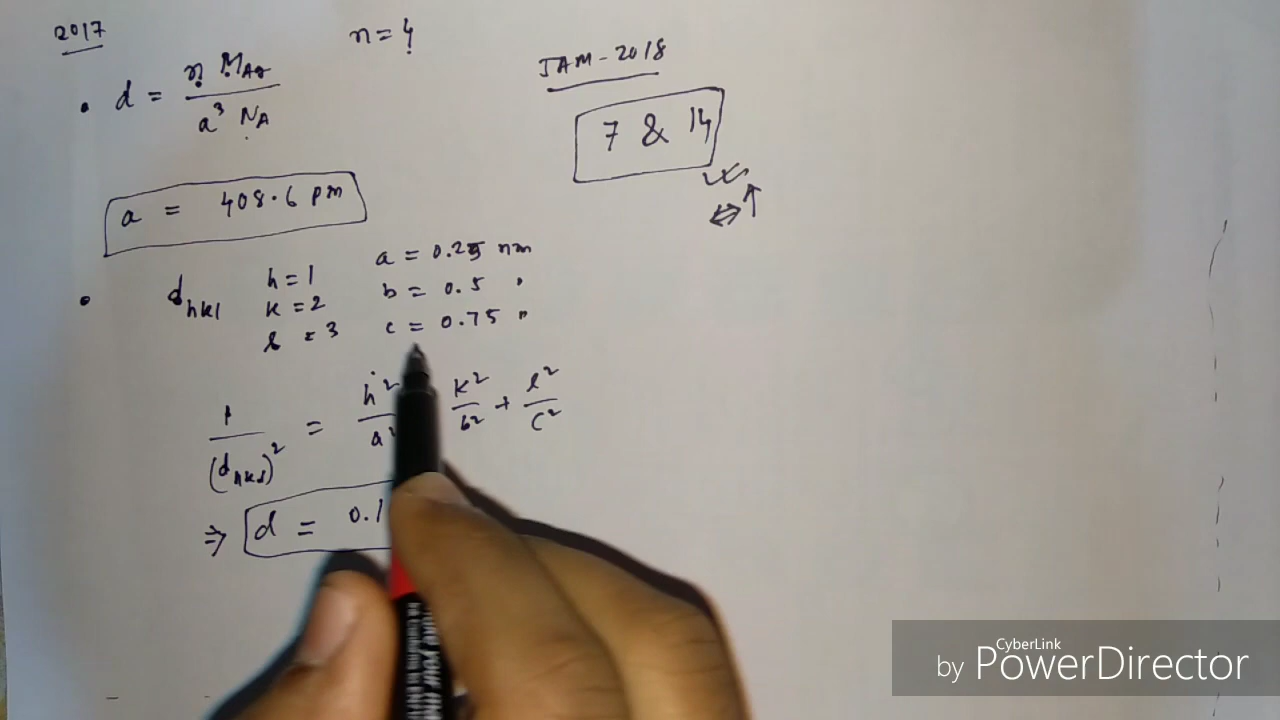 2017
n = 4
d = n M_Ag / a³ N_A
JAM-2018
7 & 14
a = 408.6 pm
d_hkl
h = 1
k = 2
l = 3
a = 0.25 nm
b = 0.5 "
c = 0.75 "
1 / (d_hkl)² = h² / a² k² / b² + l² / c²
⇒ d = 0.1
CyberLink
by PowerDirector